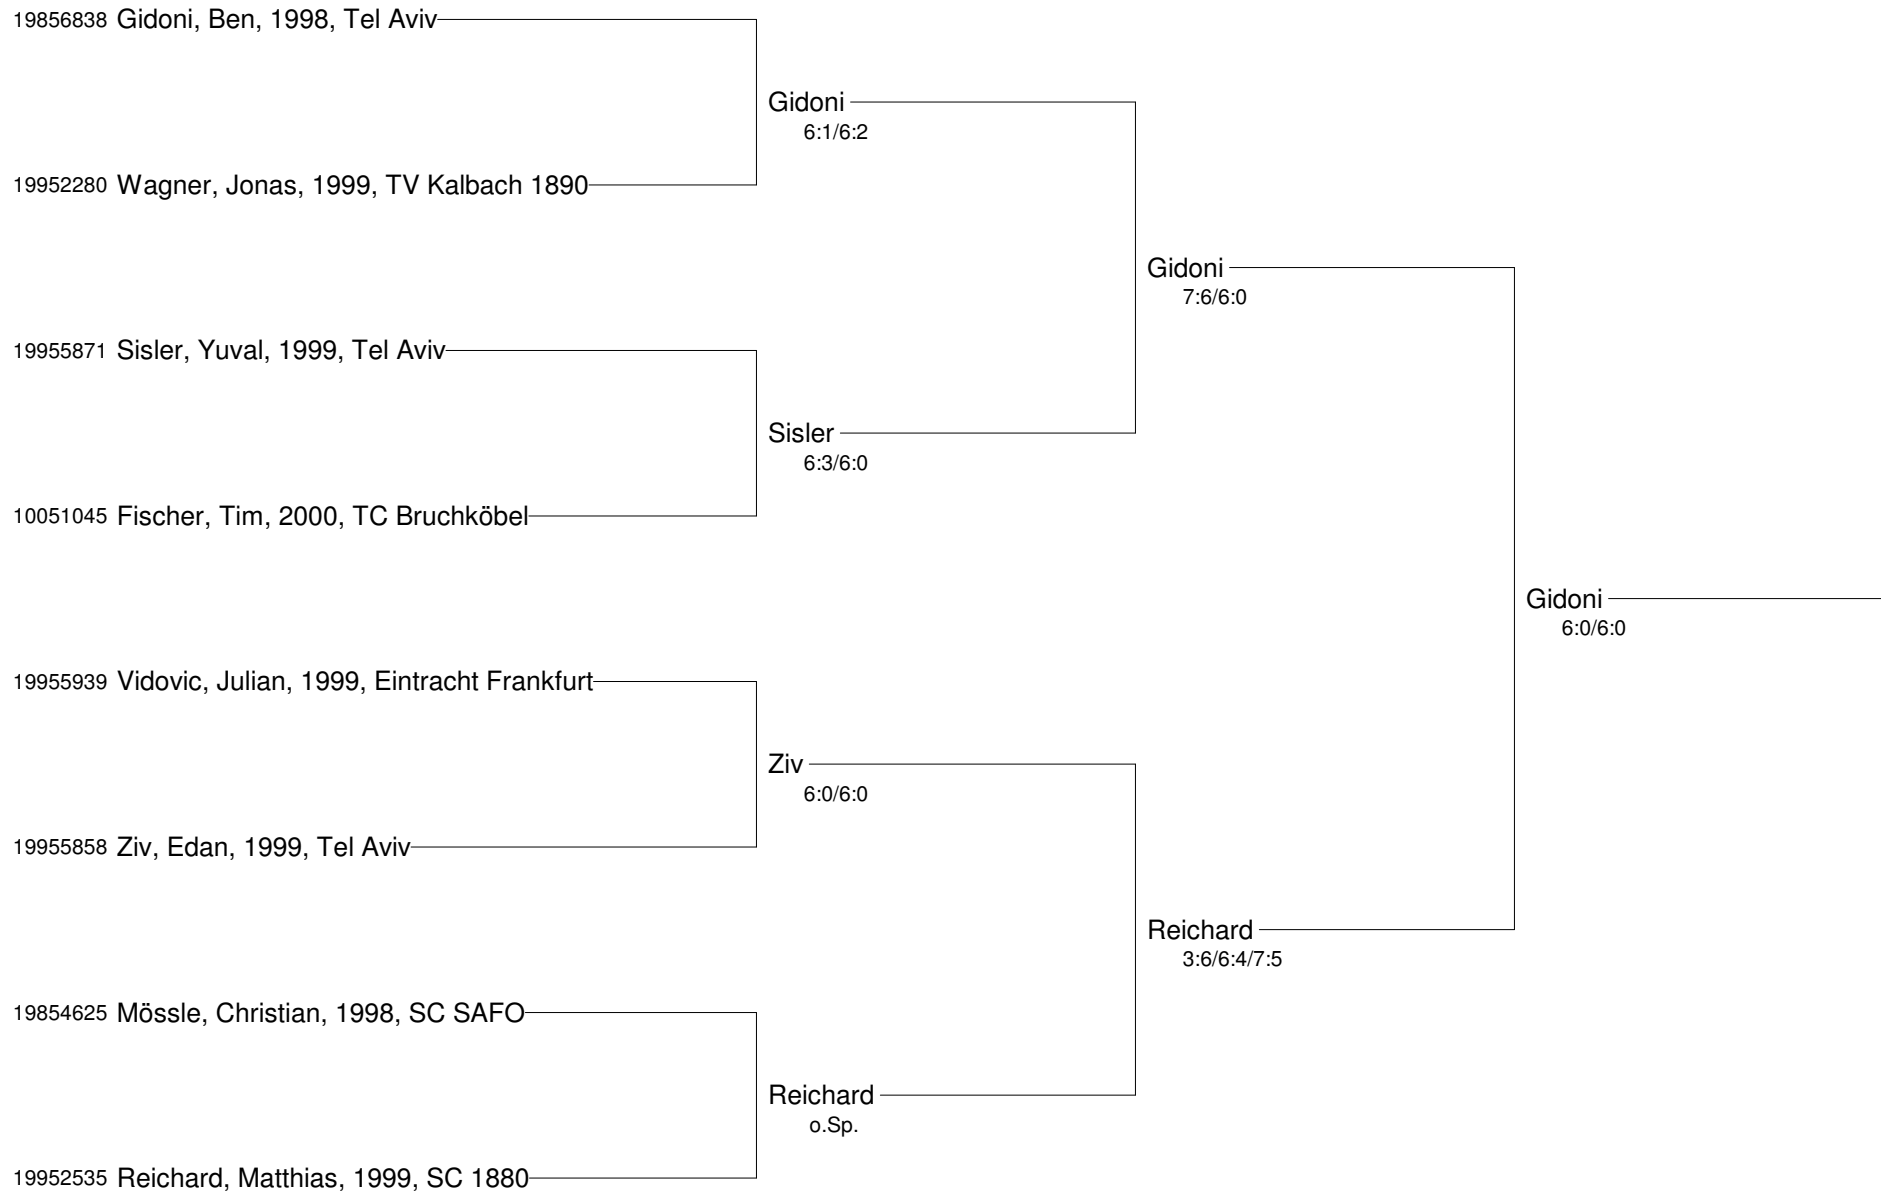 19856838 Gidoni, Ben, 1998, Tel Aviv
Gidoni
6:1/6:2
19952280 Wagner, Jonas, 1999, TV Kalbach 1890
Gidoni
7:6/6:0
19955871 Sisler, Yuval, 1999, Tel Aviv
Sisler
6:3/6:0
10051045 Fischer, Tim, 2000, TC Bruchköbel
Gidoni
6:0/6:0
19955939 Vidovic, Julian, 1999, Eintracht Frankfurt
Ziv
6:0/6:0
19955858 Ziv, Edan, 1999, Tel Aviv
Reichard
3:6/6:4/7:5
19854625 Mössle, Christian, 1998, SC SAFO
Reichard
o.Sp.
19952535 Reichard, Matthias, 1999, SC 1880